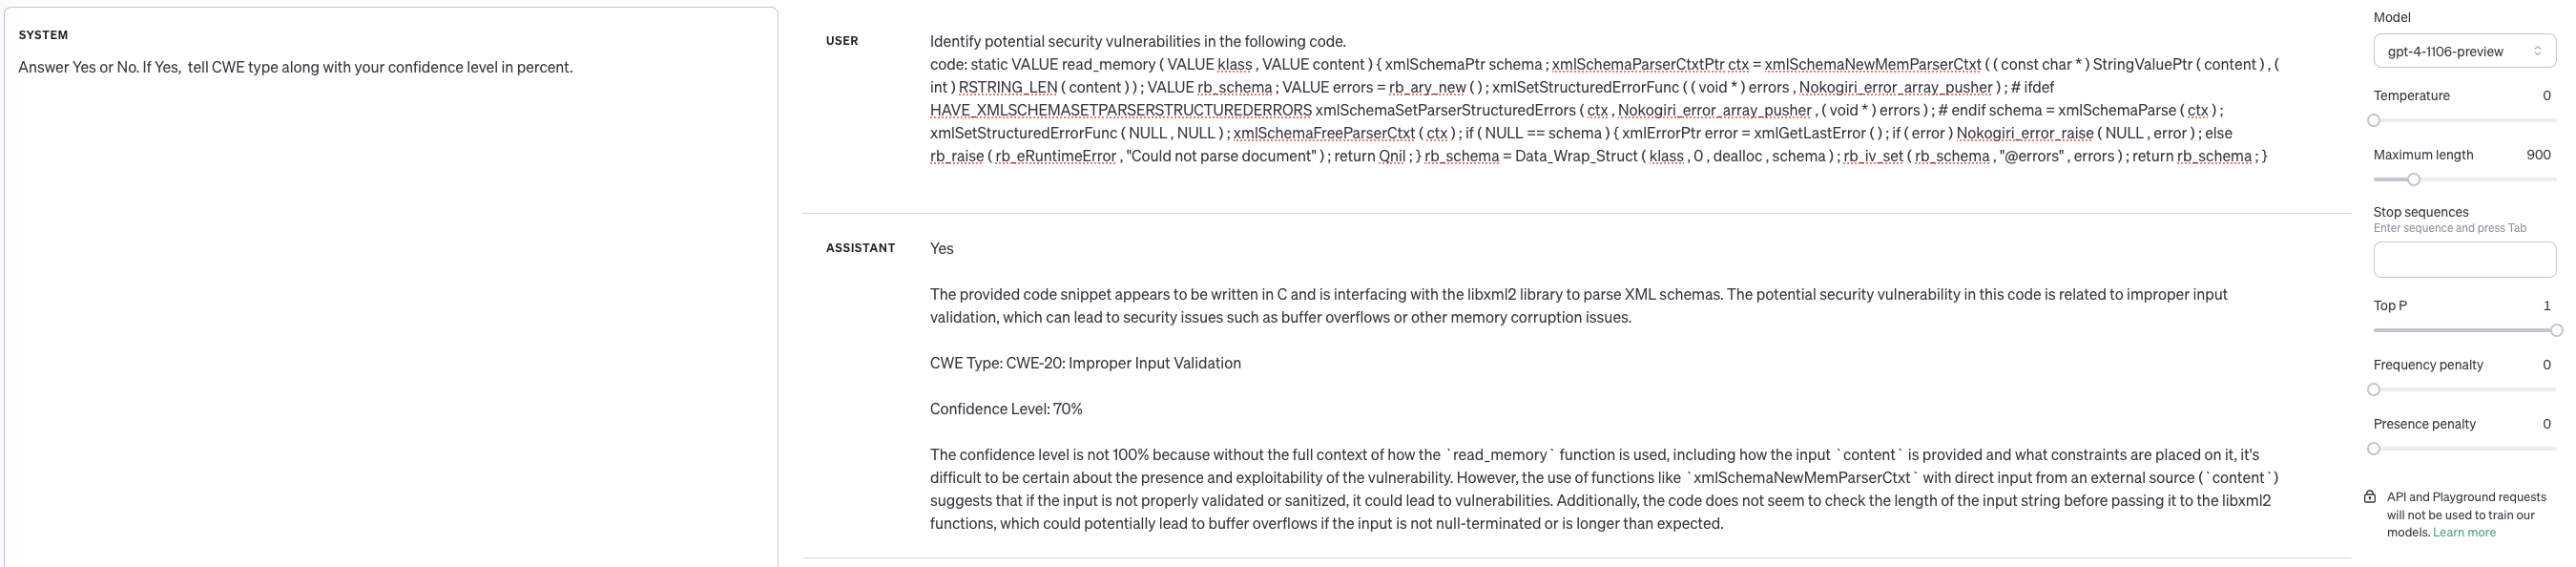 SYSTEM
Answer Yes or No. If Yes,  tell CWE type along with your confidence level in percent.
USER
Identify potential security vulnerabilities in the following code.
code: static VALUE read_memory ( VALUE klass , VALUE content ) { xmlSchemaPtr schema ; xmlSchemaParserCtxtPtr ctx = xmlSchemaNewMemParserCtxt ( ( const char * ) StringValuePtr ( content ) , (
int ) RSTRING_LEN ( content ) ) ; VALUE rb_schema ; VALUE errors = rb_ary_new ( ) ; xmlSetStructuredErrorFunc ( ( void * ) errors , Nokogiri_error_array_pusher ) ; # ifdef
HAVE_XMLSCHEMASETPARSERSTRUCTUREDERRORS xmlSchemaSetParserStructuredErrors ( ctx , Nokogiri_error_array_pusher , ( void * ) errors ) ; # endif schema = xmlSchemaParse ( ctx ) ;
xmlSetStructuredErrorFunc ( NULL , NULL ) ; xmlSchemaFreeParserCtxt ( ctx ) ; if ( NULL == schema ) { xmlErrorPtr error = xmlGetLastError ( ) ; if ( error ) Nokogiri_error_raise ( NULL , error ) ; else
rb_raise ( rb_eRuntimeError , "Could not parse document" ) ; return Qnil ; } rb_schema = Data_Wrap_Struct ( klass , 0 , dealloc , schema ) ; rb_iv_set ( rb_schema , "@errors" , errors ) ; return rb_schema ; }
ASSISTANT
Yes
The provided code snippet appears to be written in C and is interfacing with the libxml2 library to parse XML schemas. The potential security vulnerability in this code is related to improper input
validation, which can lead to security issues such as buffer overflows or other memory corruption issues.
CWE Type: CWE-20: Improper Input Validation
Confidence Level: 70%
The confidence level is not 100% because without the full context of how the `read_memory` function is used, including how the input `content` is provided and what constraints are placed on it, it's
difficult to be certain about the presence and exploitability of the vulnerability. However, the use of functions like `xmlSchemaNewMemParserCtxt` with direct input from an external source (`content`)
suggests that if the input is not properly validated or sanitized, it could lead to vulnerabilities. Additionally, the code does not seem to check the length of the input string before passing it to the libxml2
functions, which could potentially lead to buffer overflows if the input is not null-terminated or is longer than expected.
Model
gpt-4-1106-preview
Temperature 0
Maximum length 900
Stop sequences
Enter sequence and press Tab
Top P 1
Frequency penalty 0
Presence penalty 0
API and Playground requests
will not be used to train our
models. Learn more